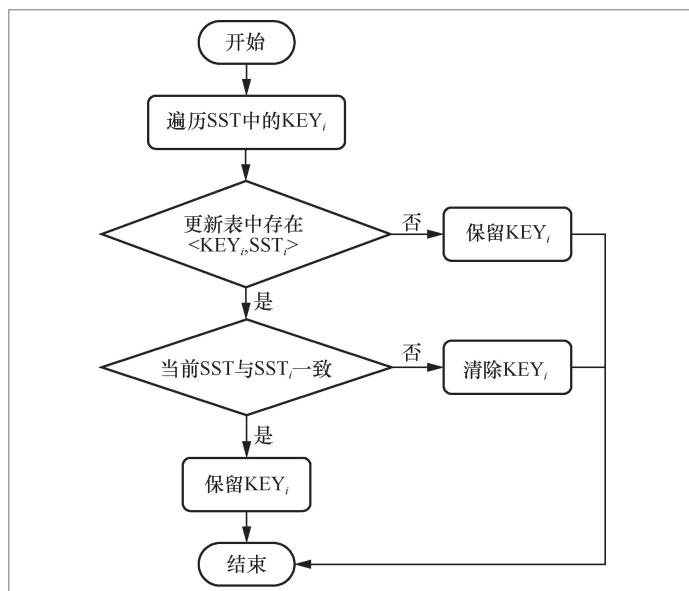 开始
遍历SST中的KEYi
更新表中存在
<KEYi,SSTi>
否
保留KEYi
是
当前SST与SSTi一致
否
清除KEYi
是
保留KEYi
结束